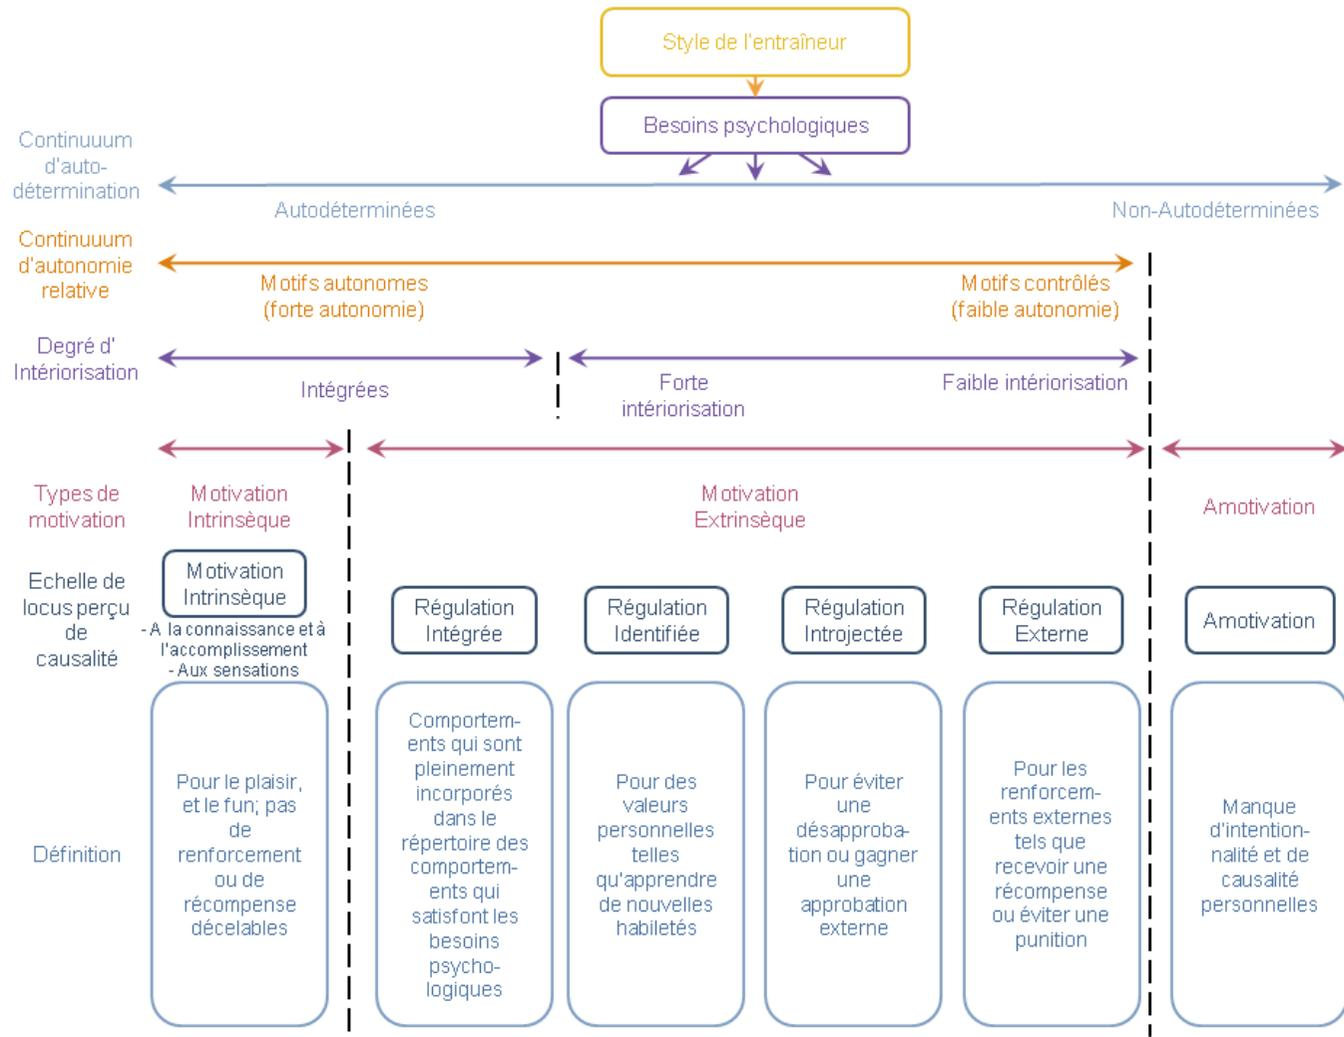 Style de l'entraîneur
Besoins psychologiques
Continuuum
d'auto-
détermination
Autodéterminées
Non-Autodéterminées
Continuuum
d'autonomie
relative
Motifs autonomes
(forte autonomie)
Motifs contrôlés
(faible autonomie)
Degré d'
Intériorisation
Intégrées
Forte
intériorisation
Faible intériorisation
Types de
motivation
Motivation
Intrinsèque
Motivation
Extrinsèque
Amotivation
Echelle de
locus perçu
de
causalité
Motivation
Intrinsèque
- A la connaissance et à
l'accomplissement
- Aux sensations
Régulation
Intégrée
Régulation
Identifiée
Régulation
Introjectée
Régulation
Externe
Amotivation
Définition
Pour le plaisir,
et le fun; pas
de
renforcement
ou de
récompense
décelables
Comportem-
ents qui sont
pleinement
incorporés
dans le
répertoire des
comportem-
ents qui
satisfont les
besoins
psycho-
logiques
Pour des
valeurs
personnelles
telles
qu'apprendre
de nouvelles
habiletés
Pour éviter
une
désapproba-
tion ou gagner
une
approbation
externe
Pour les
renforcem-
ents externes
tels que
recevoir une
récompense
ou éviter une
punition
Manque
d'intention-
nalité et de
causalité
personnelles